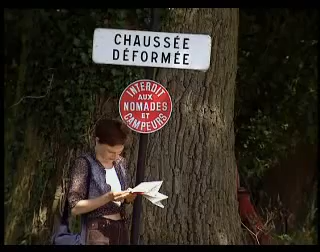 CHAUSSÉE
DÉFORMÉE
INTERDIT
AUX
NOMADES
ET
CAMPEURS